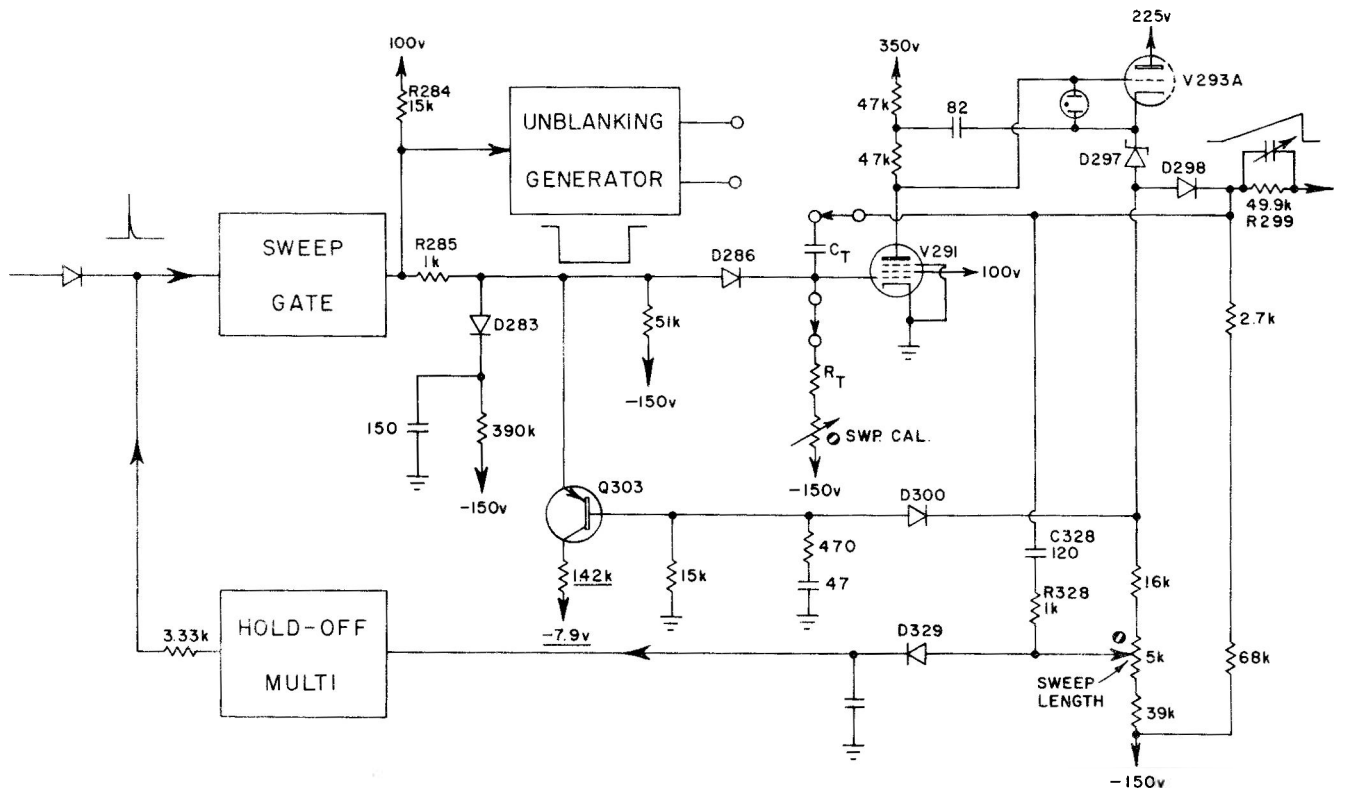 225v
100v
350v
R284
15k
V293A
47k
82
UNBLANKING
GENERATOR
D297
D298
47k
49.9k
R299
SWEEP
GATE
R285
1k
D286
C_T
V291
100v
D283
51k
2.7k
-150v
R_T
150
390k
SWP. CAL.
-150v
-150v
Q303
D300
C328
120
470
16k
142k
15k
47
R328
1k
HOLD-OFF
MULTI
3.33k
-7.9v
D329
5k
68k
SWEEP
LENGTH
39k
-150v